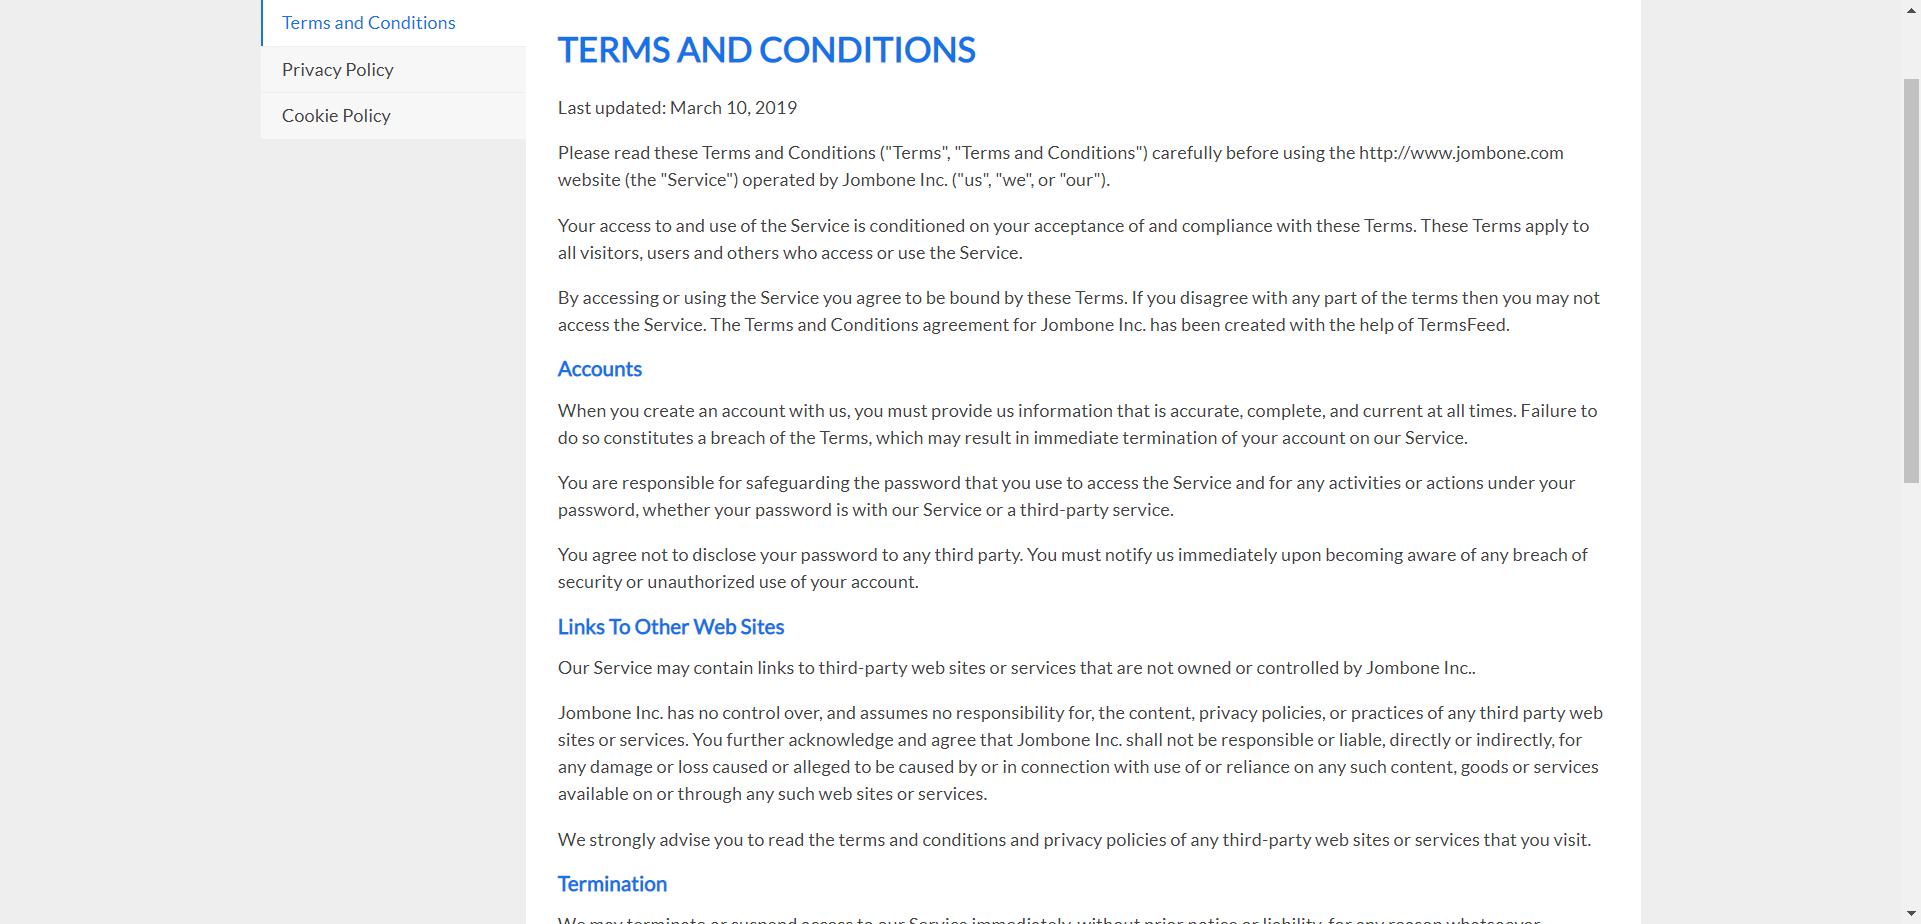 Terms and Conditions
Privacy Policy
Cookie Policy
TERMS AND CONDITIONS
Last updated: March 10, 2019
Please read these Terms and Conditions ("Terms", "Terms and Conditions") carefully before using the http://www.jombone.com
website (the "Service") operated by Jombone Inc. ("us", "we", or "our").
Your access to and use of the Service is conditioned on your acceptance of and compliance with these Terms. These Terms apply to
all visitors, users and others who access or use the Service.
By accessing or using the Service you agree to be bound by these Terms. If you disagree with any part of the terms then you may not
access the Service. The Terms and Conditions agreement for Jombone Inc. has been created with the help of TermsFeed.
Accounts
When you create an account with us, you must provide us information that is accurate, complete, and current at all times. Failure to
do so constitutes a breach of the Terms, which may result in immediate termination of your account on our Service.
You are responsible for safeguarding the password that you use to access the Service and for any activities or actions under your
password, whether your password is with our Service or a third-party service.
You agree not to disclose your password to any third party. You must notify us immediately upon becoming aware of any breach of
security or unauthorized use of your account.
Links To Other Web Sites
Our Service may contain links to third-party web sites or services that are not owned or controlled by Jombone Inc..
Jombone Inc. has no control over, and assumes no responsibility for, the content, privacy policies, or practices of any third party web
sites or services. You further acknowledge and agree that Jombone Inc. shall not be responsible or liable, directly or indirectly, for
any damage or loss caused or alleged to be caused by or in connection with use of or reliance on any such content, goods or services
available on or through any such web sites or services.
We strongly advise you to read the terms and conditions and privacy policies of any third-party web sites or services that you visit.
Termination
We may terminate or suspend access to our Service immediately, without prior notice or liability, for any reason whatsoever,